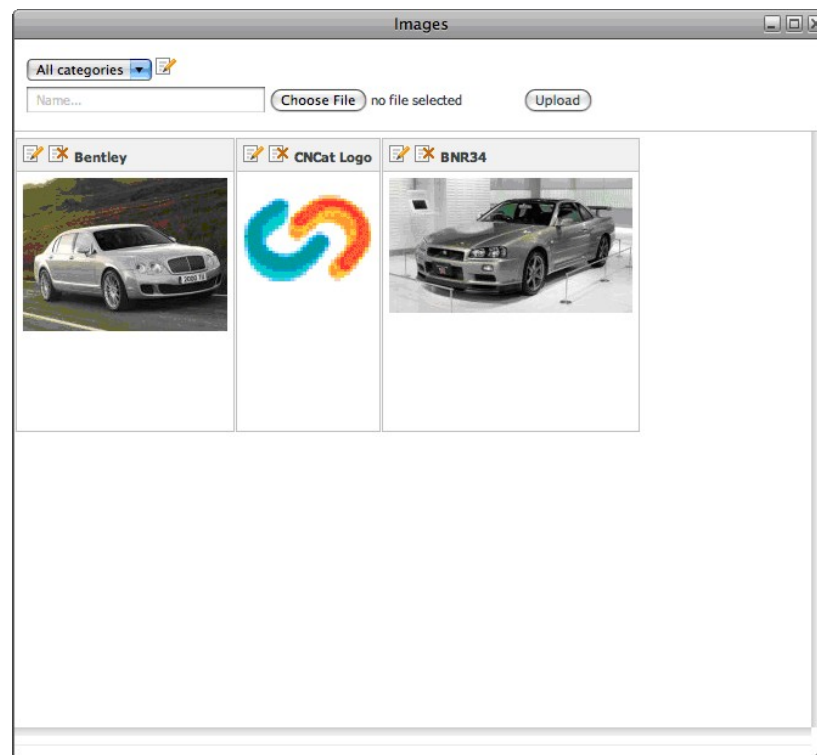 Images
All categories
Name...
Choose File no file selected Upload
Bentley CNCat Logo BNR34